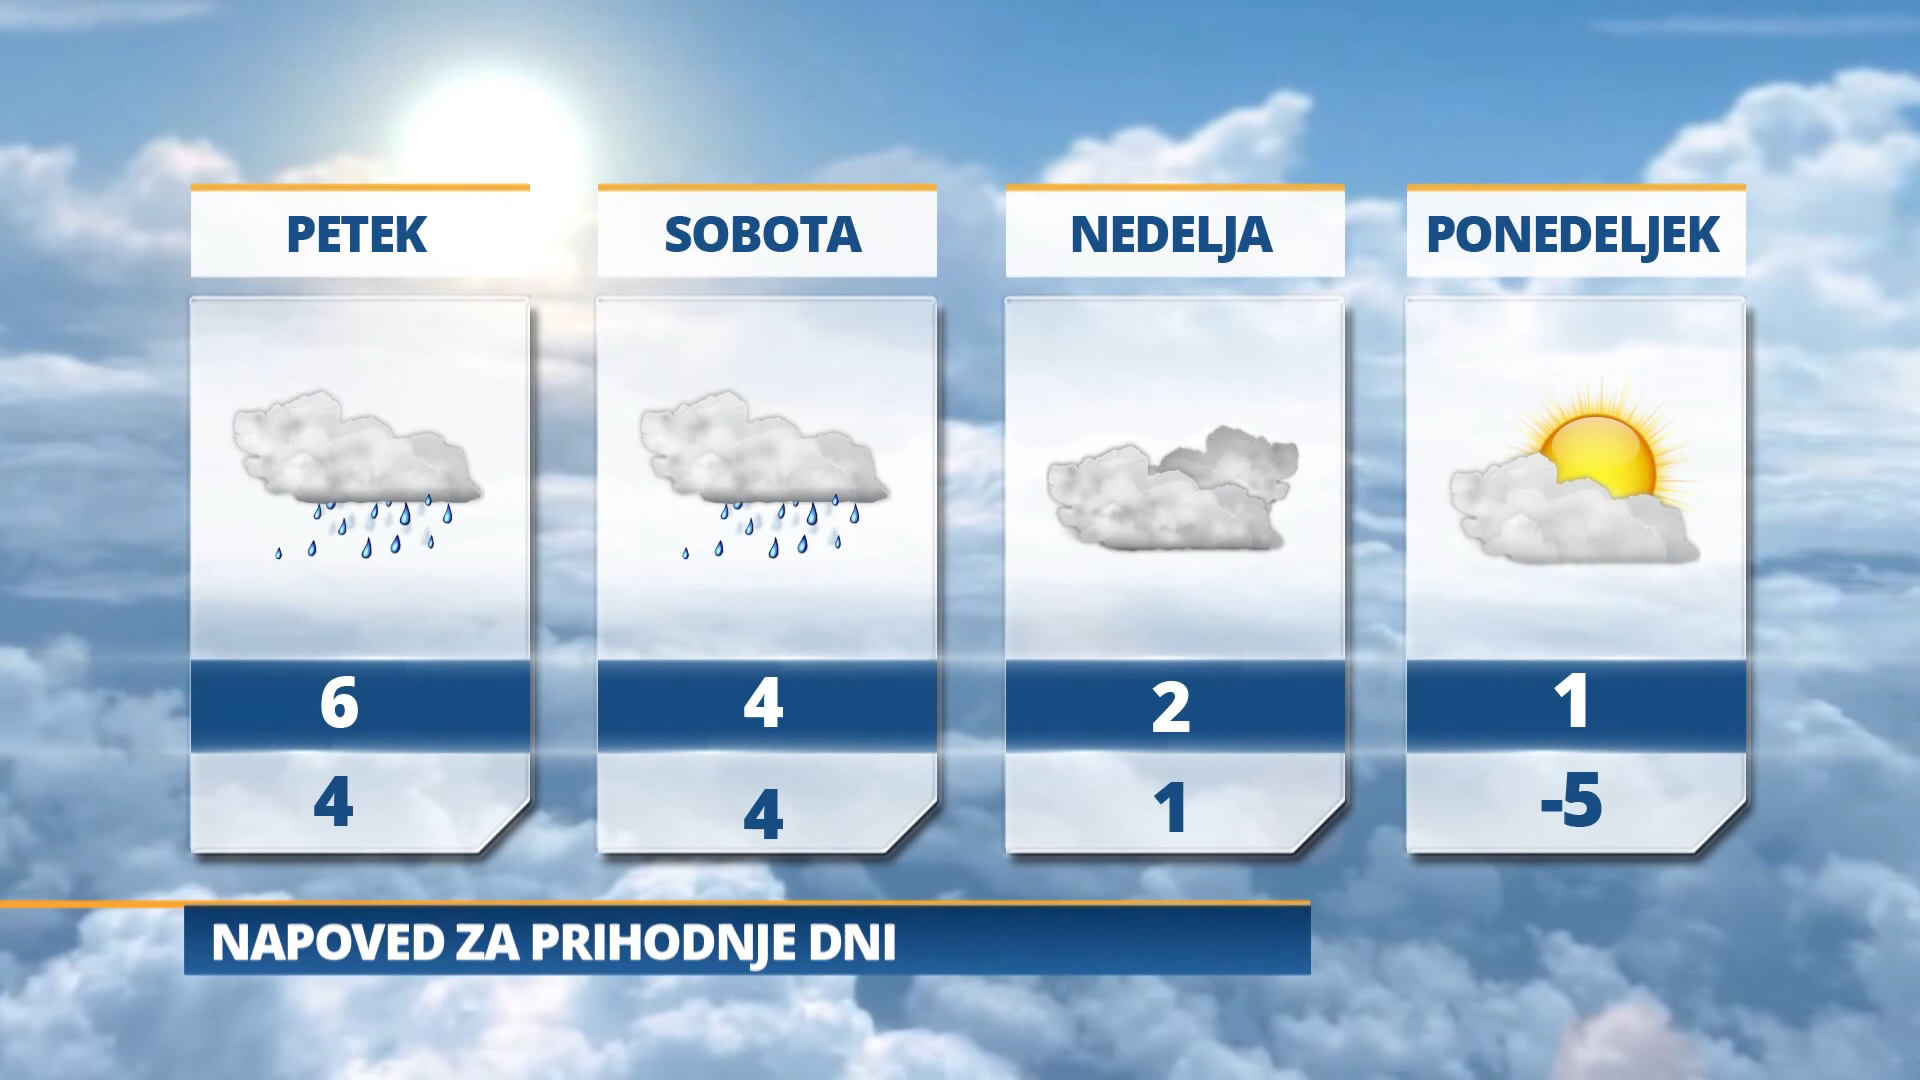 PETEK SOBOTA NEDELJA PONEDELJEK
6 4 2 1
4 4 1 -5
NAPOVED ZA PRIHODNJE DNI